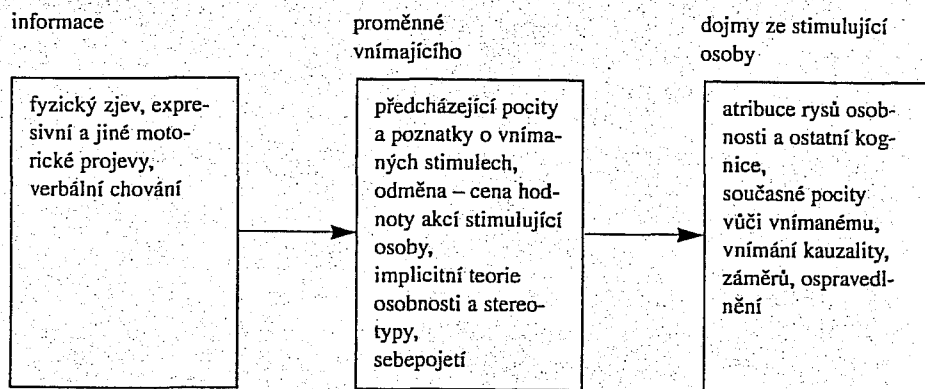 informace
fyzický zjev, expre-
sivní a jiné moto-
rické projevy,
verbální chování
proměnné
vnímajícího
předcházející pocity
a poznatky o vníma-
ných stimulech,
odměna – cena hod-
noty akcí stimulující
osoby,
implicitní teorie
osobnosti a stereo-
typy,
sebepojetí
dojmy ze stimulující
osoby
atribuce rysů osob-
nosti a ostatní kog-
nice,
současné pocity
vůči vnímanému,
vnímání kauzality,
záměrů, ospravedl-
nění